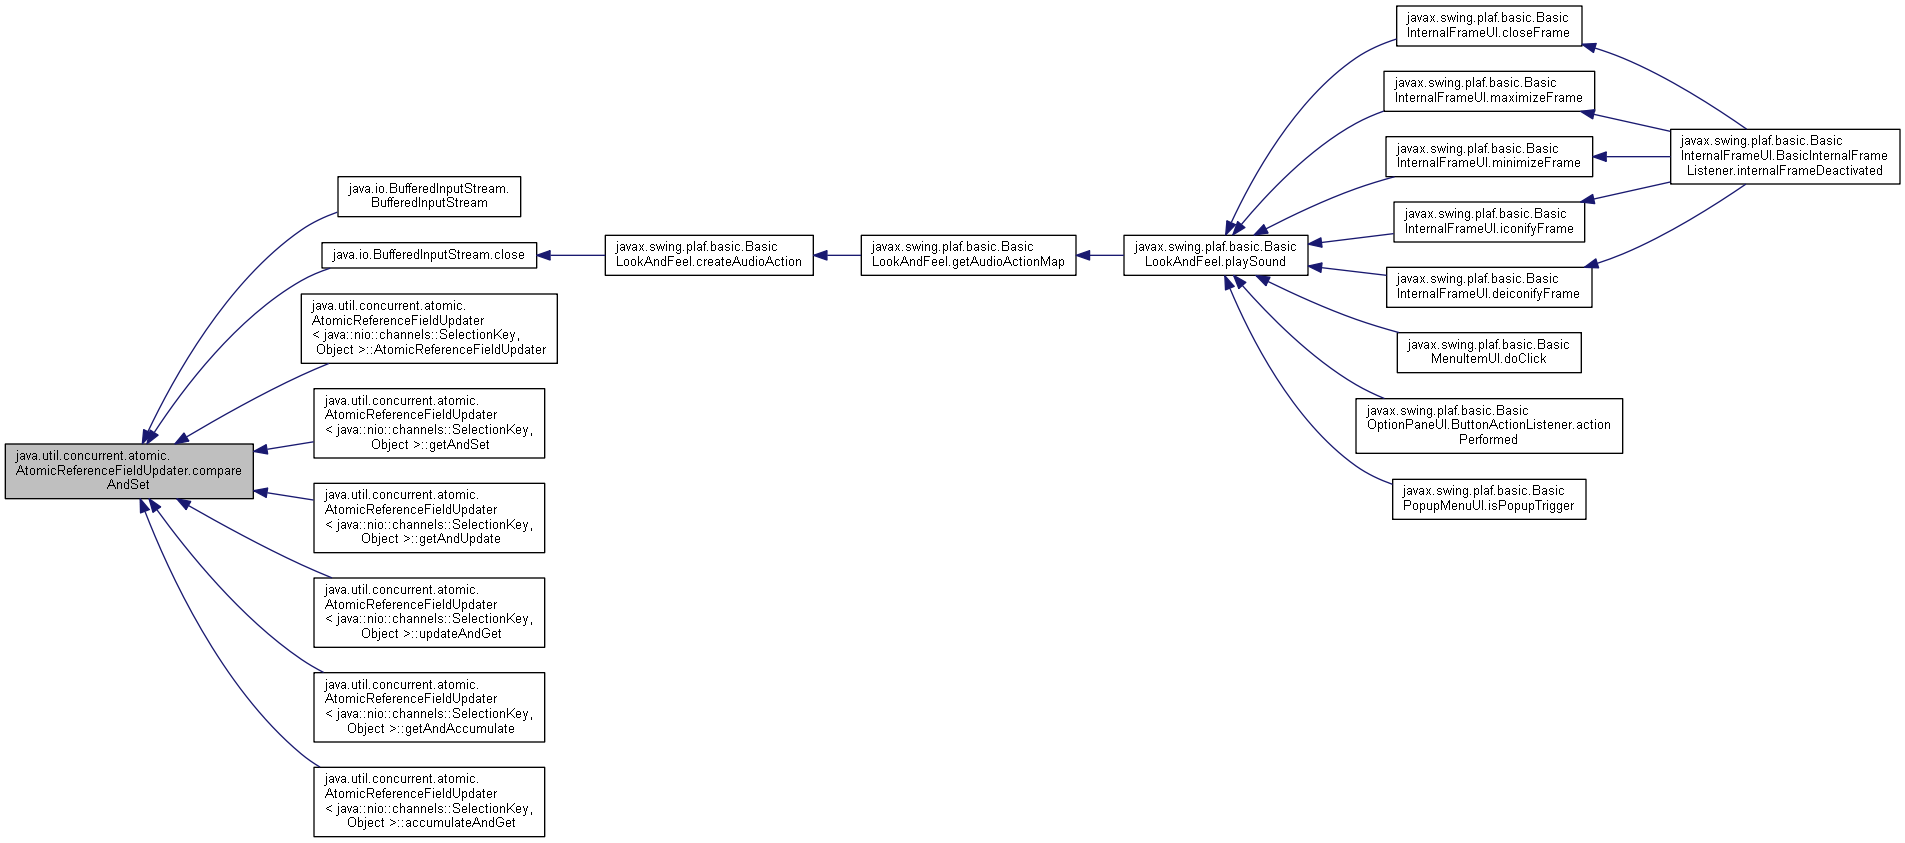 java.util.concurrent.atomic.
AtomicReferenceFieldUpdater.compare
AndSet
java.io.BufferedInputStream.
BufferedInputStream
java.io.BufferedInputStream.close
java.util.concurrent.atomic.
AtomicReferenceFieldUpdater
< java::nio::channels::SelectionKey,
Object >::AtomicReferenceFieldUpdater
java.util.concurrent.atomic.
AtomicReferenceFieldUpdater
< java::nio::channels::SelectionKey,
Object >::getAndSet
java.util.concurrent.atomic.
AtomicReferenceFieldUpdater
< java::nio::channels::SelectionKey,
Object >::getAndUpdate
java.util.concurrent.atomic.
AtomicReferenceFieldUpdater
< java::nio::channels::SelectionKey,
Object >::updateAndGet
java.util.concurrent.atomic.
AtomicReferenceFieldUpdater
< java::nio::channels::SelectionKey,
Object >::getAndAccumulate
java.util.concurrent.atomic.
AtomicReferenceFieldUpdater
< java::nio::channels::SelectionKey,
Object >::accumulateAndGet
javax.swing.plaf.basic.Basic
LookAndFeel.createAudioAction
javax.swing.plaf.basic.Basic
LookAndFeel.getAudioActionMap
javax.swing.plaf.basic.Basic
LookAndFeel.playSound
javax.swing.plaf.basic.Basic
InternalFrameUI.closeFrame
javax.swing.plaf.basic.Basic
InternalFrameUI.maximizeFrame
javax.swing.plaf.basic.Basic
InternalFrameUI.minimizeFrame
javax.swing.plaf.basic.Basic
InternalFrameUI.iconifyFrame
javax.swing.plaf.basic.Basic
InternalFrameUI.deiconifyFrame
javax.swing.plaf.basic.Basic
MenuItemUI.doClick
javax.swing.plaf.basic.Basic
OptionPaneUI.ButtonActionListener.action
Performed
javax.swing.plaf.basic.Basic
PopupMenuUI.isPopupTrigger
javax.swing.plaf.basic.Basic
InternalFrameUI.BasicInternalFrame
Listener.internalFrameDeactivated